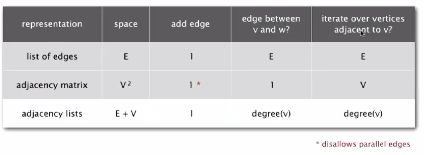 representation space add edge edge between v and w? iterate over vertices adjacent to v?
list of edges E 1 E E
adjacency matrix V² 1 * 1 V
adjacency lists E + V 1 degree(v) degree(v)
* disallows parallel edges